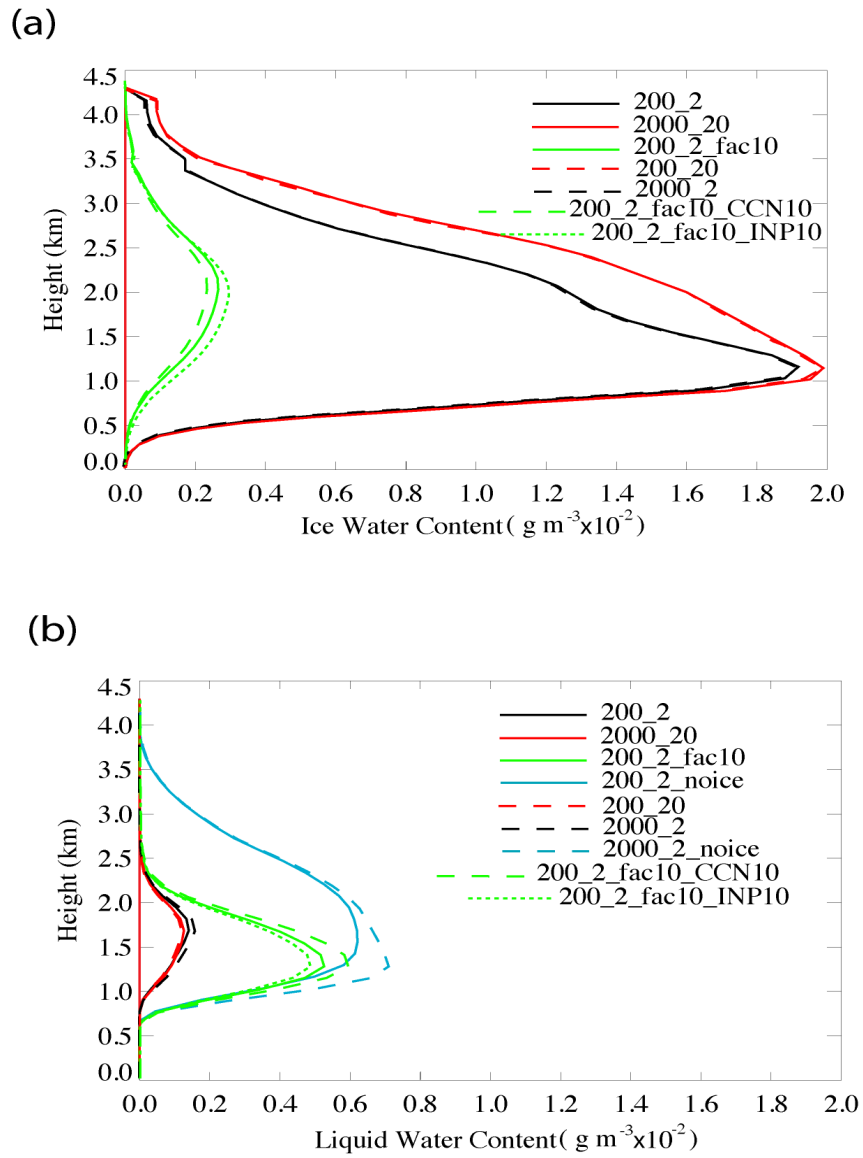 (a)
4.5
4.0
3.5
3.0
2.5
2.0
1.5
1.0
0.5
0.0
Height (km)
200_2
2000_20
200_2_fac10
200_20
2000_2
200_2_fac10_CCN10
200_2_fac10_INP10
0.0 0.2 0.4 0.6 0.8 1.0 1.2 1.4 1.6 1.8 2.0
Ice Water Content ( g m⁻³x10⁻²)
(b)
4.5
4.0
3.5
3.0
2.5
2.0
1.5
1.0
0.5
0.0
Height (km)
200_2
2000_20
200_2_fac10
200_2_noice
200_20
2000_2
2000_2_noice
200_2_fac10_CCN10
200_2_fac10_INP10
0.0 0.2 0.4 0.6 0.8 1.0 1.2 1.4 1.6 1.8 2.0
Liquid Water Content ( g m⁻³x10⁻²)